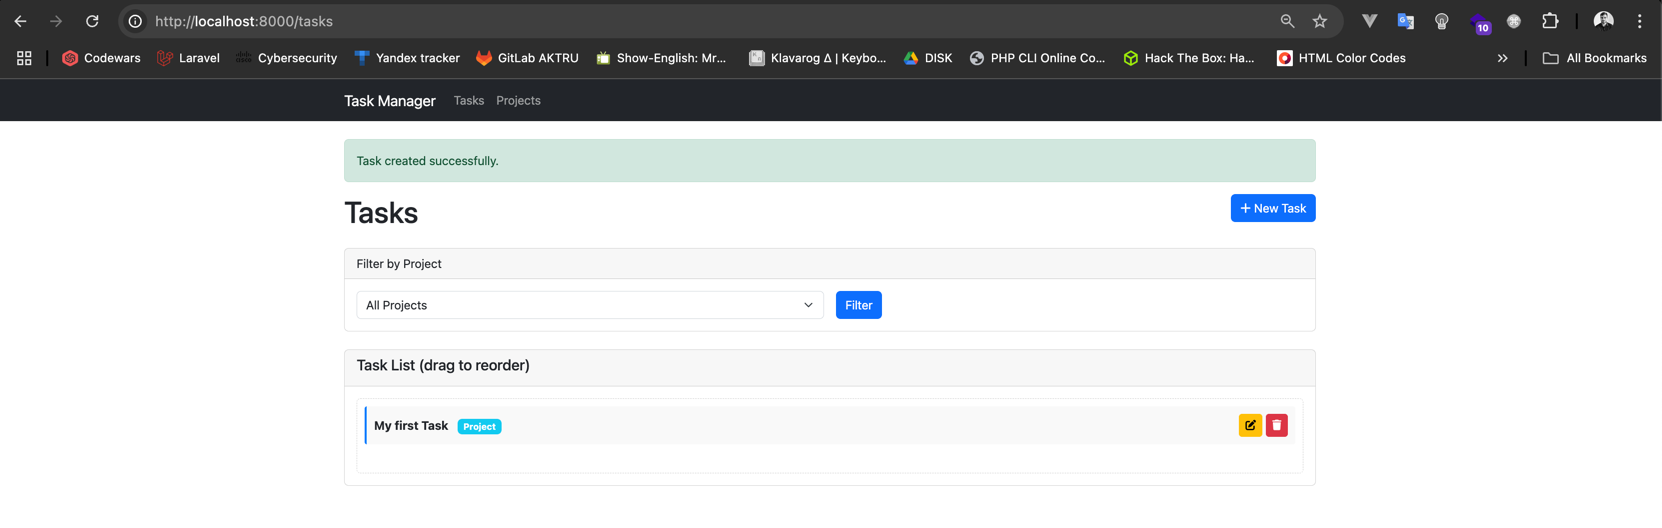 http://localhost:8000/tasks
10
Codewars Laravel Cybersecurity Yandex tracker GitLab AKTRU Show-English: Mr... Klavarog Δ | Keybo... DISK PHP CLI Online Co... Hack The Box: Ha... HTML Color Codes » All Bookmarks
Task Manager Tasks Projects
Task created successfully.
Tasks
+ New Task
Filter by Project
All Projects Filter
Task List (drag to reorder)
My first Task Project